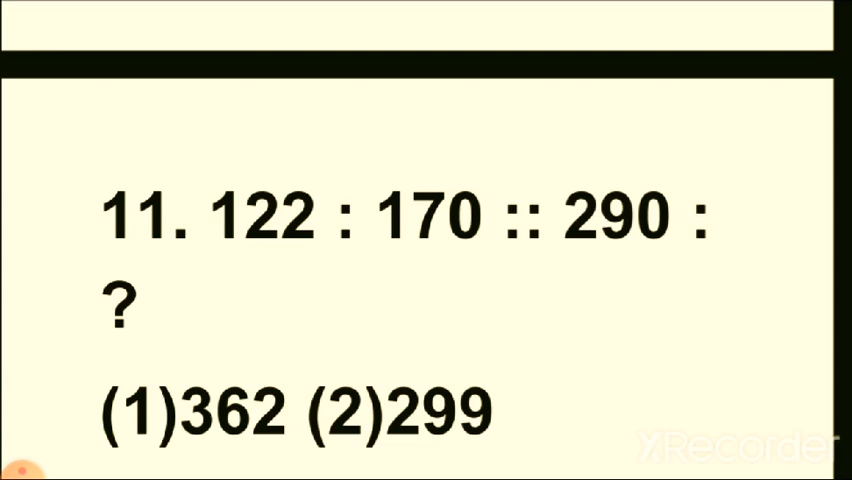 11. 122 : 170 :: 290 :
?
(1)362 (2)299
XRecorder